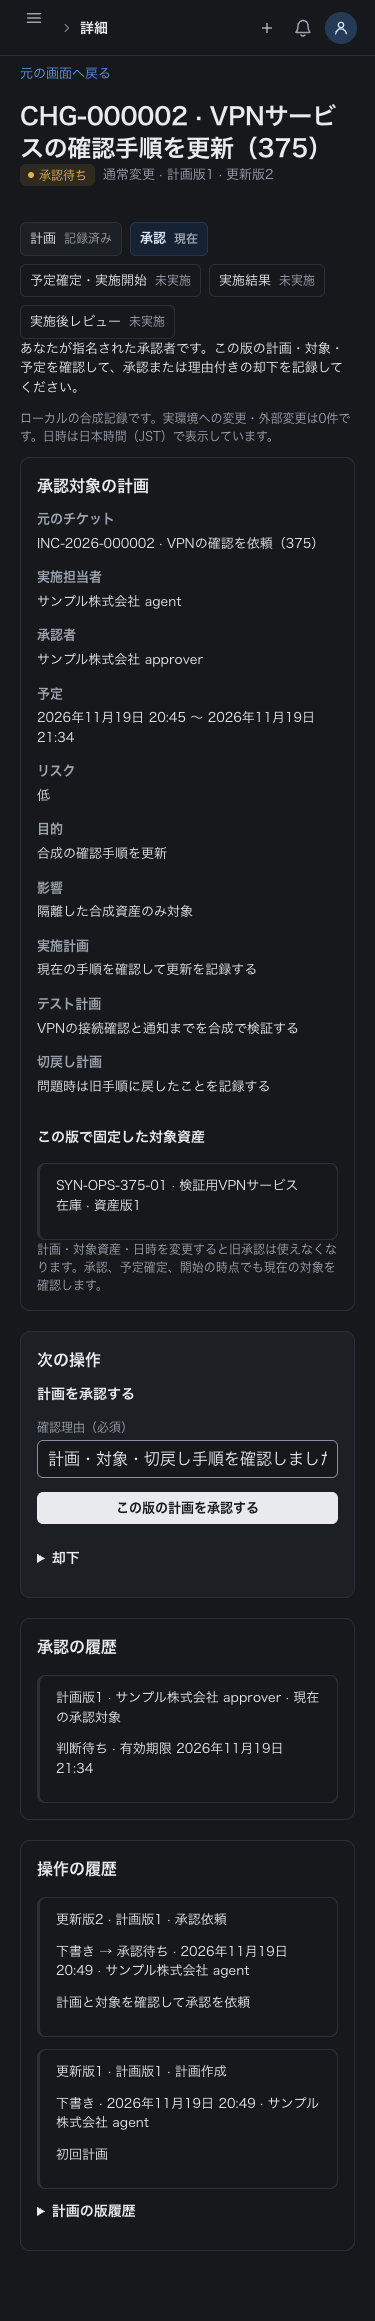 詳細
元の画面へ戻る
CHG-000002 · VPNサービ
スの確認手順を更新（375）
承認待ち 通常変更 · 計画版1 · 更新版2
計画 記録済み 承認 現在
予定確定・実施開始 未実施 実施結果 未実施
実施後レビュー 未実施
あなたが指名された承認者です。この版の計画・対象・
予定を確認して、承認または理由付きの却下を記録して
ください。
ローカルの合成記録です。実環境への変更・外部変更は0件で
す。日時は日本時間（JST）で表示しています。
承認対象の計画
元のチケット
INC-2026-000002 · VPNの確認を依頼（375）
実施担当者
サンプル株式会社 agent
承認者
サンプル株式会社 approver
予定
2026年11月19日 20:45 〜 2026年11月19日
21:34
リスク
低
目的
合成の確認手順を更新
影響
隔離した合成資産のみ対象
実施計画
現在の手順を確認して更新を記録する
テスト計画
VPNの接続確認と通知までを合成で検証する
切戻し計画
問題時は旧手順に戻したことを記録する
この版で固定した対象資産
SYN-OPS-375-01 · 検証用VPNサービス
在庫 · 資産版1
計画・対象資産・日時を変更すると旧承認は使えなくな
ります。承認、予定確定、開始の時点でも現在の対象を
確認します。
次の操作
計画を承認する
確認理由（必須）
計画・対象・切戻し手順を確認しました
この版の計画を承認する
▶ 却下
承認の履歴
計画版1 · サンプル株式会社 approver · 現在
の承認対象
判断待ち · 有効期限 2026年11月19日
21:34
操作の履歴
更新版2 · 計画版1 · 承認依頼
下書き → 承認待ち · 2026年11月19日
20:49 · サンプル株式会社 agent
計画と対象を確認して承認を依頼
更新版1 · 計画版1 · 計画作成
下書き · 2026年11月19日 20:49 · サンプル
株式会社 agent
初回計画
▶ 計画の版履歴